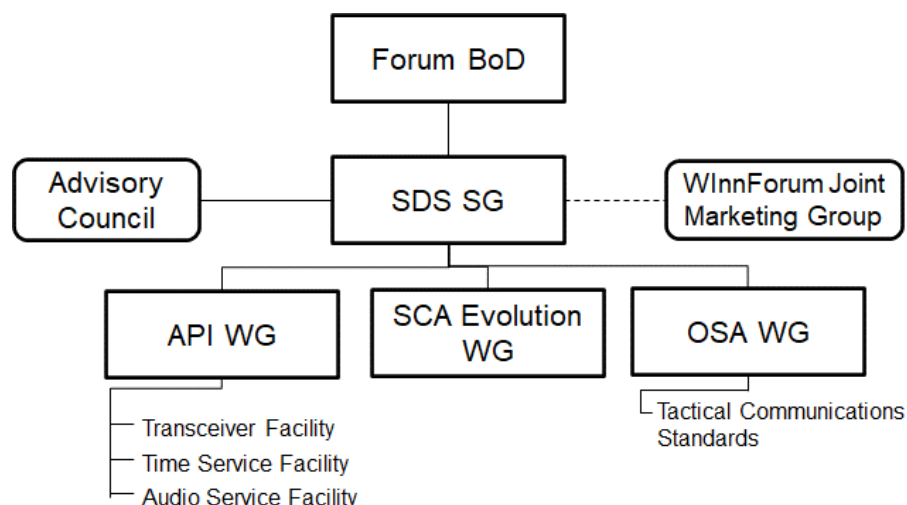 Forum BoD
Advisory
Council
SDS SG
WInnForum Joint
Marketing Group
API WG
SCA Evolution
WG
OSA WG
Transceiver Facility
Time Service Facility
Audio Service Facility
Tactical Communications
Standards